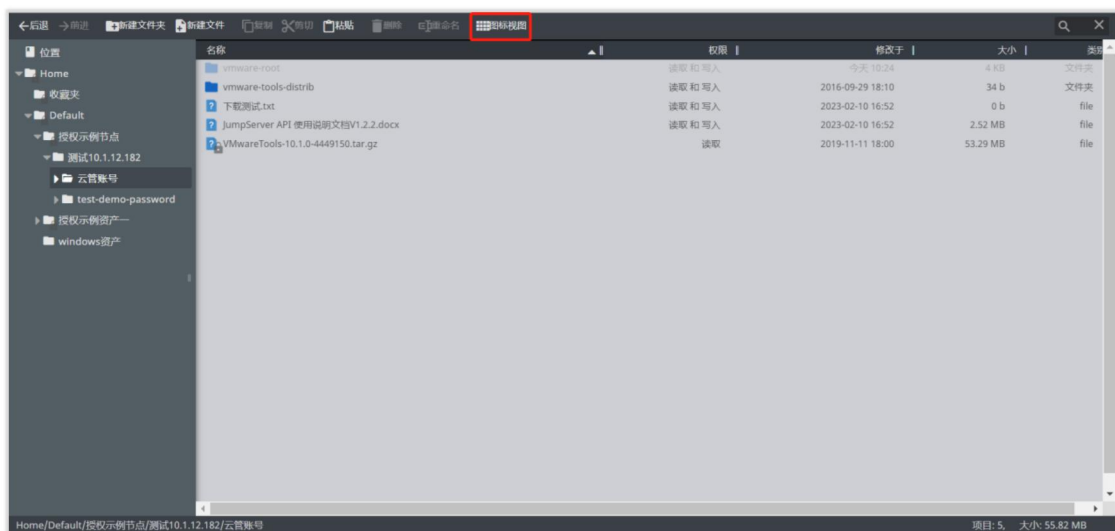 后退 前进 新建文件夹 新建文件 复制 剪切 粘贴 删除 重命名 图标视图
位置
Home
收藏夹
Default
授权示例节点
测试10.1.12.182
云管账号
test-demo-password
授权示例资产一
windows资产
名称 权限 修改于 大小 类别
vmware-root 读取 和 写入 今天 10:24 4 KB 文件夹
vmware-tools-distrib 读取 和 写入 2016-09-29 18:10 34 b 文件夹
下载测试.txt 读取 和 写入 2023-02-10 16:52 0 b file
JumpServer API 使用说明文档V1.2.2.docx 读取 和 写入 2023-02-10 16:52 2.52 MB file
VMwareTools-10.1.0-4449150.tar.gz 读取 2019-11-11 18:00 53.29 MB file
Home/Default/授权示例节点/测试10.1.12.182/云管账号 项目: 5, 大小: 55.82 MB